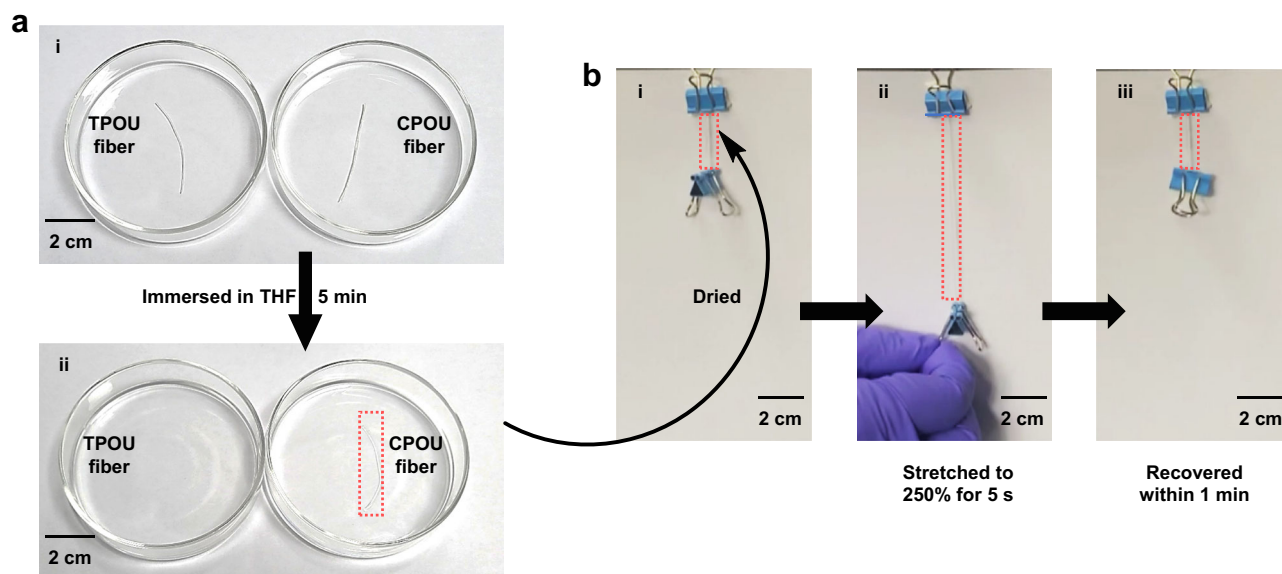 a
i
TPOU
fiber
CPOU
fiber
2 cm
Immersed in THF 5 min
ii
TPOU
fiber
CPOU
fiber
2 cm
b
i
Dried
2 cm
ii
2 cm
Stretched to
250% for 5 s
iii
2 cm
Recovered
within 1 min